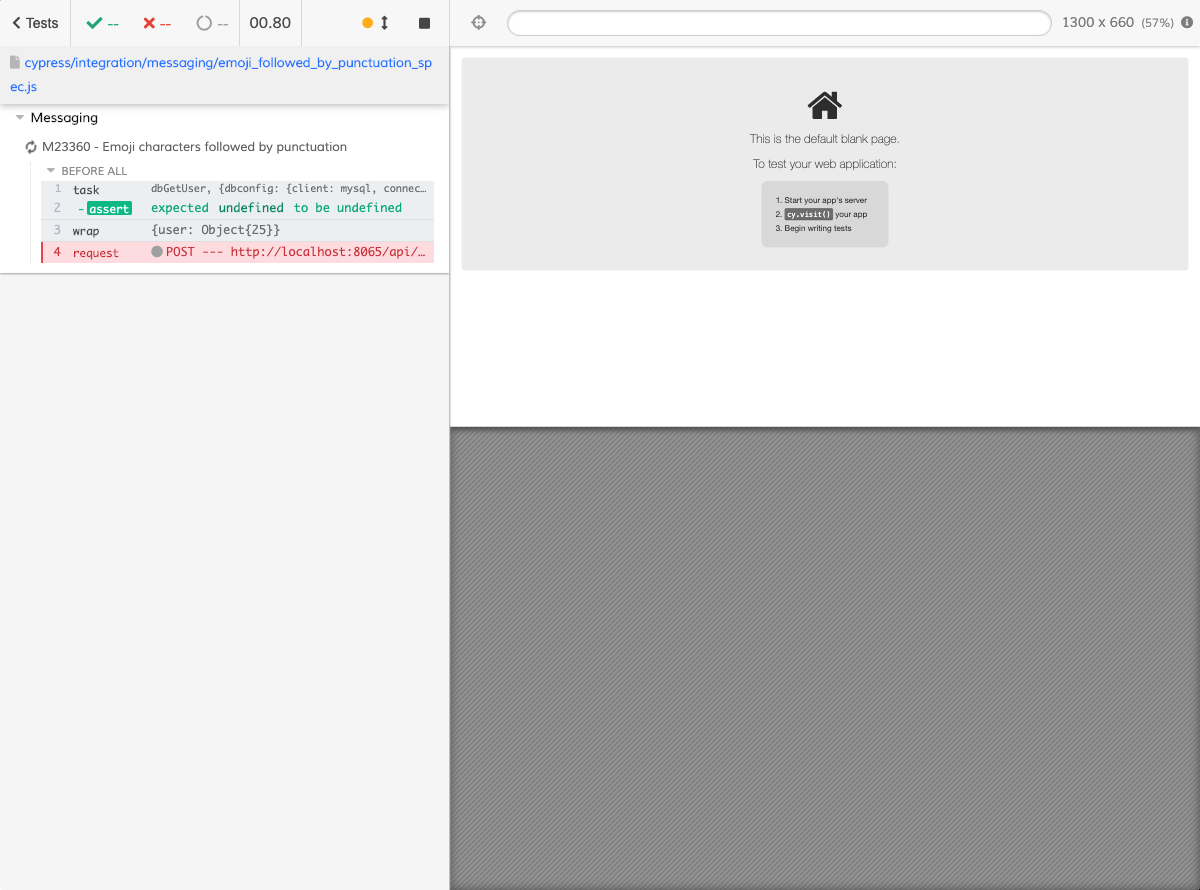 Tests -- -- -- 00.80
1300 x 660 (57%)
cypress/integration/messaging/emoji_followed_by_punctuation_sp
ec.js
Messaging
M23360 - Emoji characters followed by punctuation
BEFORE ALL
1 task dbGetUser, {dbconfig: {client: mysql, connec…
2 - assert expected undefined to be undefined
3 wrap {user: Object{25}}
4 request POST --- http://localhost:8065/api/…
This is the default blank page.
To test your web application:
1. Start your app's server
2. cy.visit() your app
3. Begin writing tests